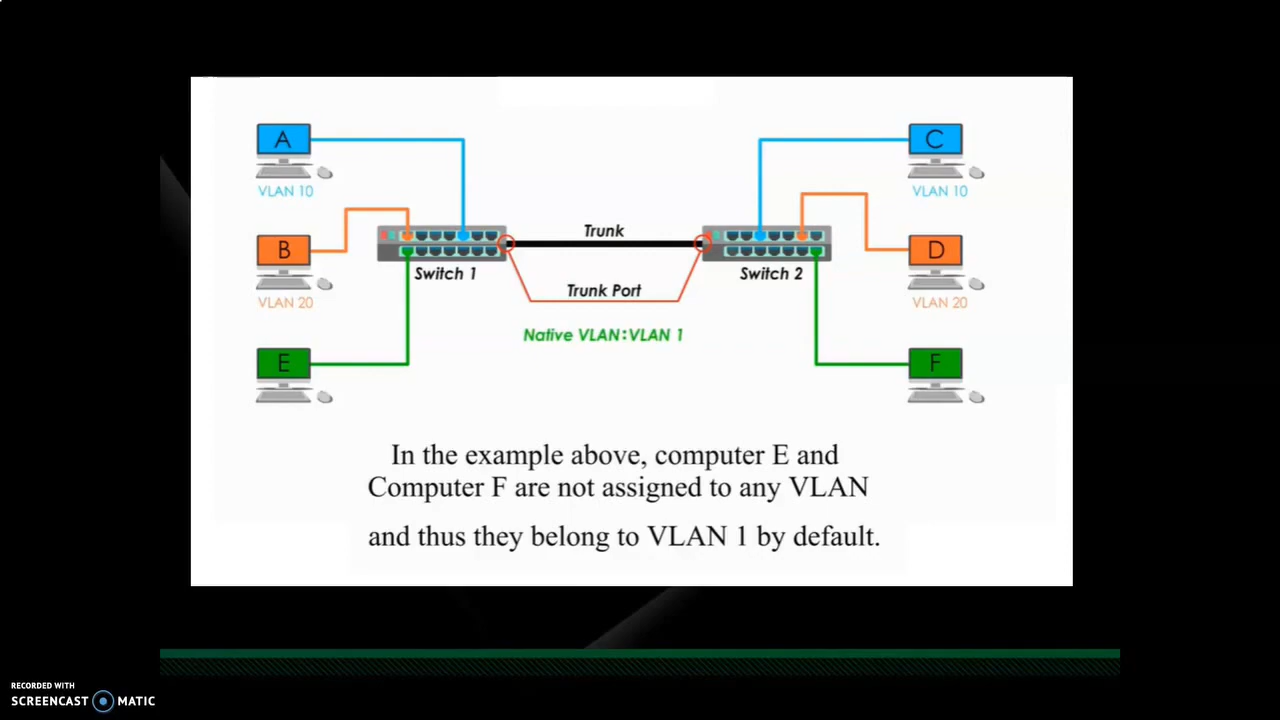 A
C
VLAN 10
VLAN 10
Trunk
B
D
Switch 1
Switch 2
Trunk Port
VLAN 20
VLAN 20
Native VLAN:VLAN 1
E
F
In the example above, computer E and
Computer F are not assigned to any VLAN
and thus they belong to VLAN 1 by default.
RECORDED WITH
SCREENCAST MATIC